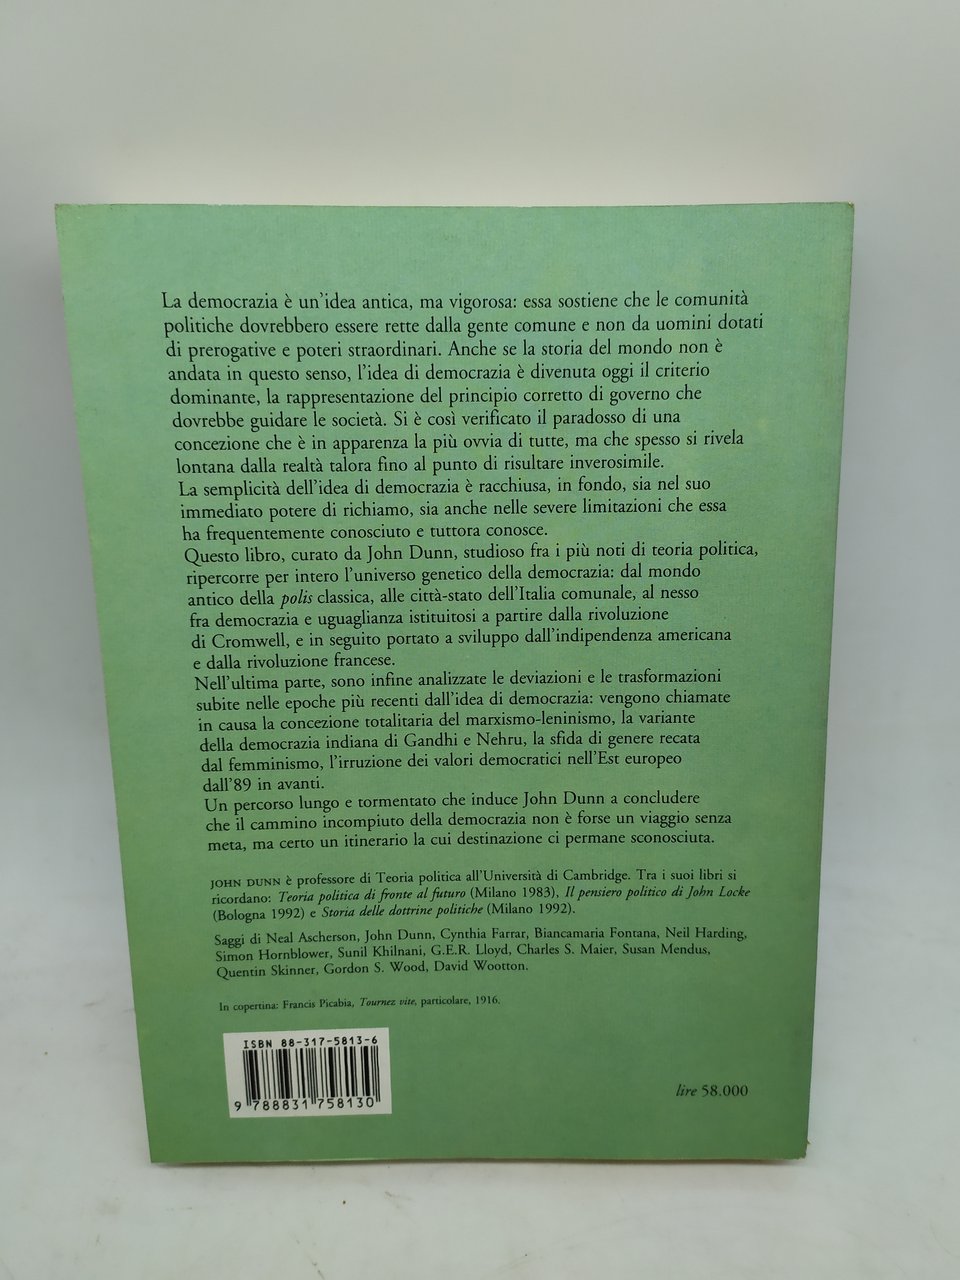 La democrazia è un'idea antica, ma vigorosa: essa sostiene che le comunità
politiche dovrebbero essere rette dalla gente comune e non da uomini dotati
di prerogative e poteri straordinari. Anche se la storia del mondo non è
andata in questo senso, l'idea di democrazia è divenuta oggi il criterio
dominante, la rappresentazione del principio corretto di governo che
dovrebbe guidare le società. Si è così verificato il paradosso di una
concezione che è in apparenza la più ovvia di tutte, ma che spesso si rivela
lontana dalla realtà talora fino al punto di risultare inverosimile.
La semplicità dell'idea di democrazia è racchiusa, in fondo, sia nel suo
immediato potere di richiamo, sia anche nelle severe limitazioni che essa
ha frequentemente conosciuto e tuttora conosce.
Questo libro, curato da John Dunn, studioso fra i più noti di teoria politica,
ripercorre per intero l'universo genetico della democrazia: dal mondo
antico della polis classica, alle città-stato dell'Italia comunale, al nesso
fra democrazia e uguaglianza istituitosi a partire dalla rivoluzione
di Cromwell, e in seguito portato a sviluppo dall'indipendenza americana
e dalla rivoluzione francese.
Nell'ultima parte, sono infine analizzate le deviazioni e le trasformazioni
subite nelle epoche più recenti dall'idea di democrazia: vengono chiamate
in causa la concezione totalitaria del marxismo-leninismo, la variante
della democrazia indiana di Gandhi e Nehru, la sfida di genere recata
dal femminismo, l'irruzione dei valori democratici nell'Est europeo
dall'89 in avanti.
Un percorso lungo e tormentato che induce John Dunn a concludere
che il cammino incompiuto della democrazia non è forse un viaggio senza
meta, ma certo un itinerario la cui destinazione ci permane sconosciuta.
JOHN DUNN è professore di Teoria politica all'Università di Cambridge. Tra i suoi libri si
ricordano: Teoria politica di fronte al futuro (Milano 1983), Il pensiero politico di John Locke
(Bologna 1992) e Storia delle dottrine politiche (Milano 1992).
Saggi di Neal Ascherson, John Dunn, Cynthia Farrar, Biancamaria Fontana, Neil Harding,
Simon Hornblower, Sunil Khilnani, G.E.R. Lloyd, Charles S. Maier, Susan Mendus,
Quentin Skinner, Gordon S. Wood, David Wootton.
In copertina: Francis Picabia, Tournez vite, particolare, 1916.
ISBN 88-317-5813-6
9 788831 758130
lire 58.000